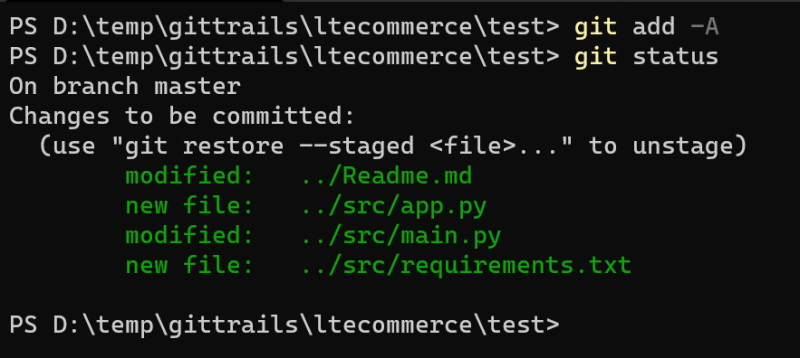 PS D:\temp\gittrails\ltecommerce\test> git add -A
PS D:\temp\gittrails\ltecommerce\test> git status
On branch master
Changes to be committed:
  (use "git restore --staged <file>..." to unstage)
        modified:   ../Readme.md
        new file:   ../src/app.py
        modified:   ../src/main.py
        new file:   ../src/requirements.txt
PS D:\temp\gittrails\ltecommerce\test>